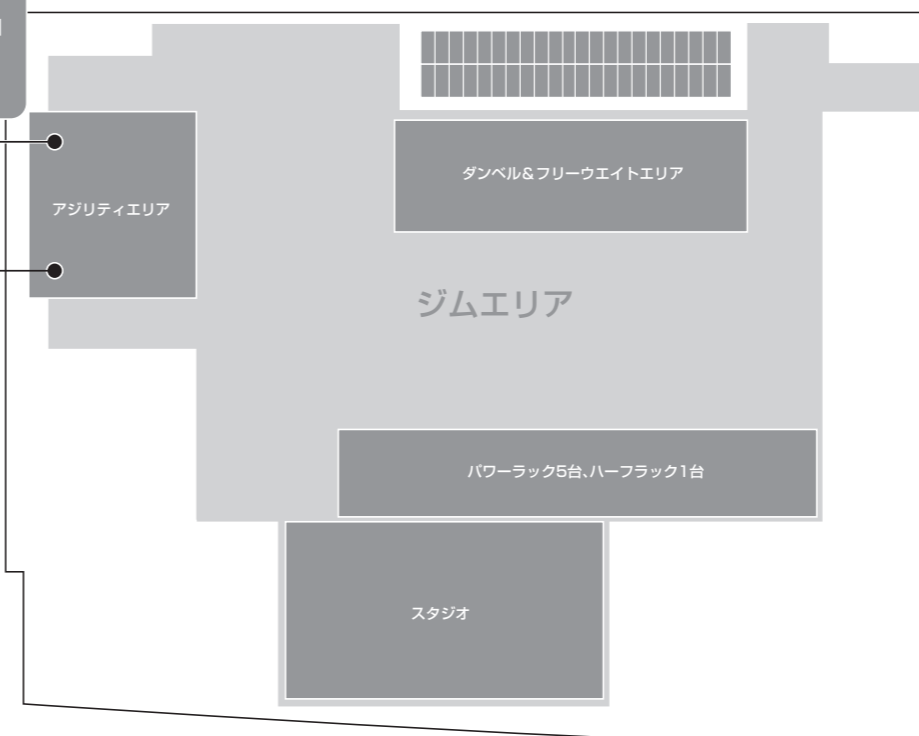 ダンベル&フリーウエイトエリア
アジリティエリア
ジムエリア
パワーラック5台、ハーフラック1台
スタジオ